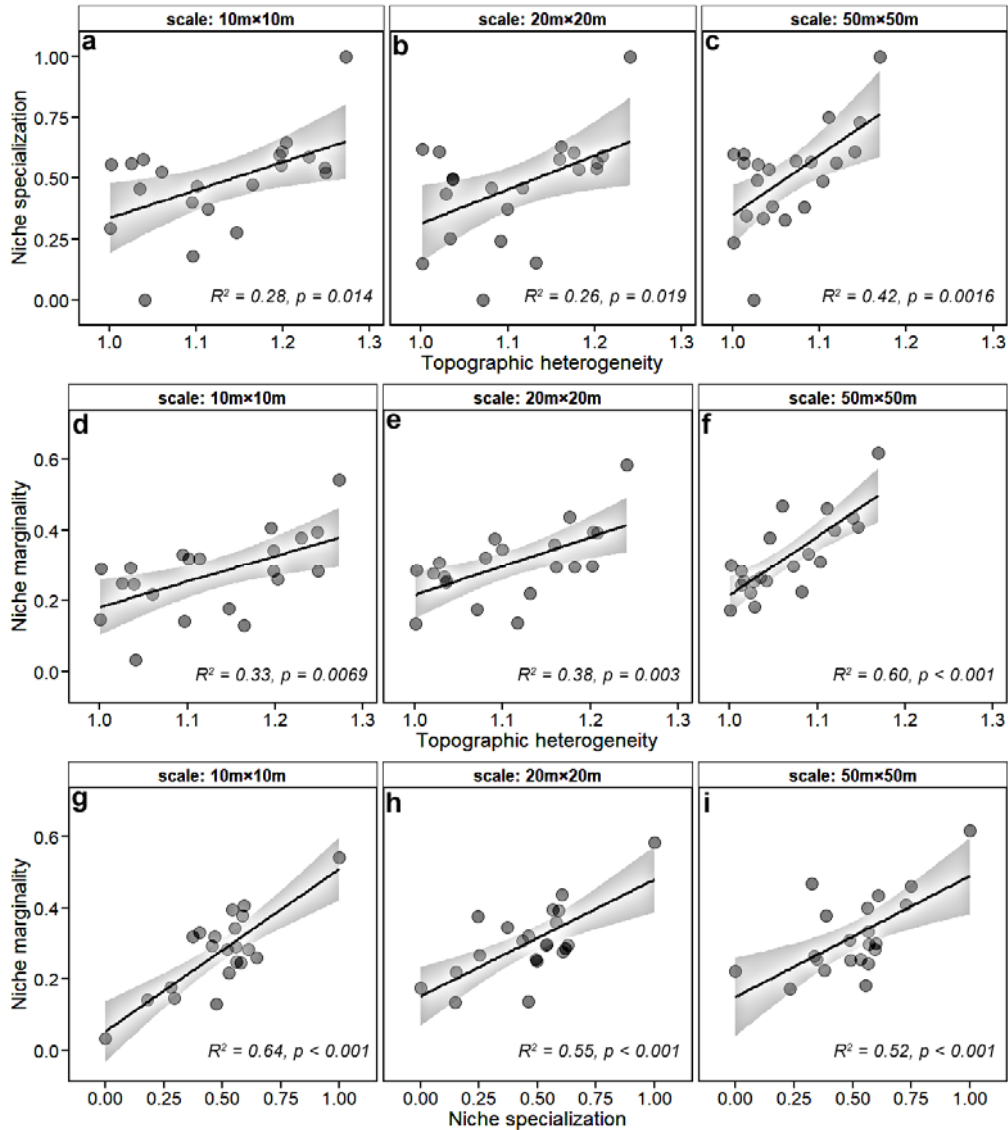 scale: 10m×10m scale: 20m×20m scale: 50m×50m
a b c
Niche specialization
1.00
0.75
0.50
0.25
0.00
R² = 0.28, p = 0.014 R² = 0.26, p = 0.019 R² = 0.42, p = 0.0016
1.0 1.1 1.2 1.3 1.0 1.1 1.2 1.3 1.0 1.1 1.2 1.3
Topographic heterogeneity
scale: 10m×10m scale: 20m×20m scale: 50m×50m
d e f
Niche marginality
0.6
0.4
0.2
0.0
R² = 0.33, p = 0.0069 R² = 0.38, p = 0.003 R² = 0.60, p < 0.001
1.0 1.1 1.2 1.3 1.0 1.1 1.2 1.3 1.0 1.1 1.2 1.3
Topographic heterogeneity
scale: 10m×10m scale: 20m×20m scale: 50m×50m
g h i
Niche marginality
0.6
0.4
0.2
0.0
R² = 0.64, p < 0.001 R² = 0.55, p < 0.001 R² = 0.52, p < 0.001
0.00 0.25 0.50 0.75 1.00 0.00 0.25 0.50 0.75 1.00 0.00 0.25 0.50 0.75 1.00
Niche specialization